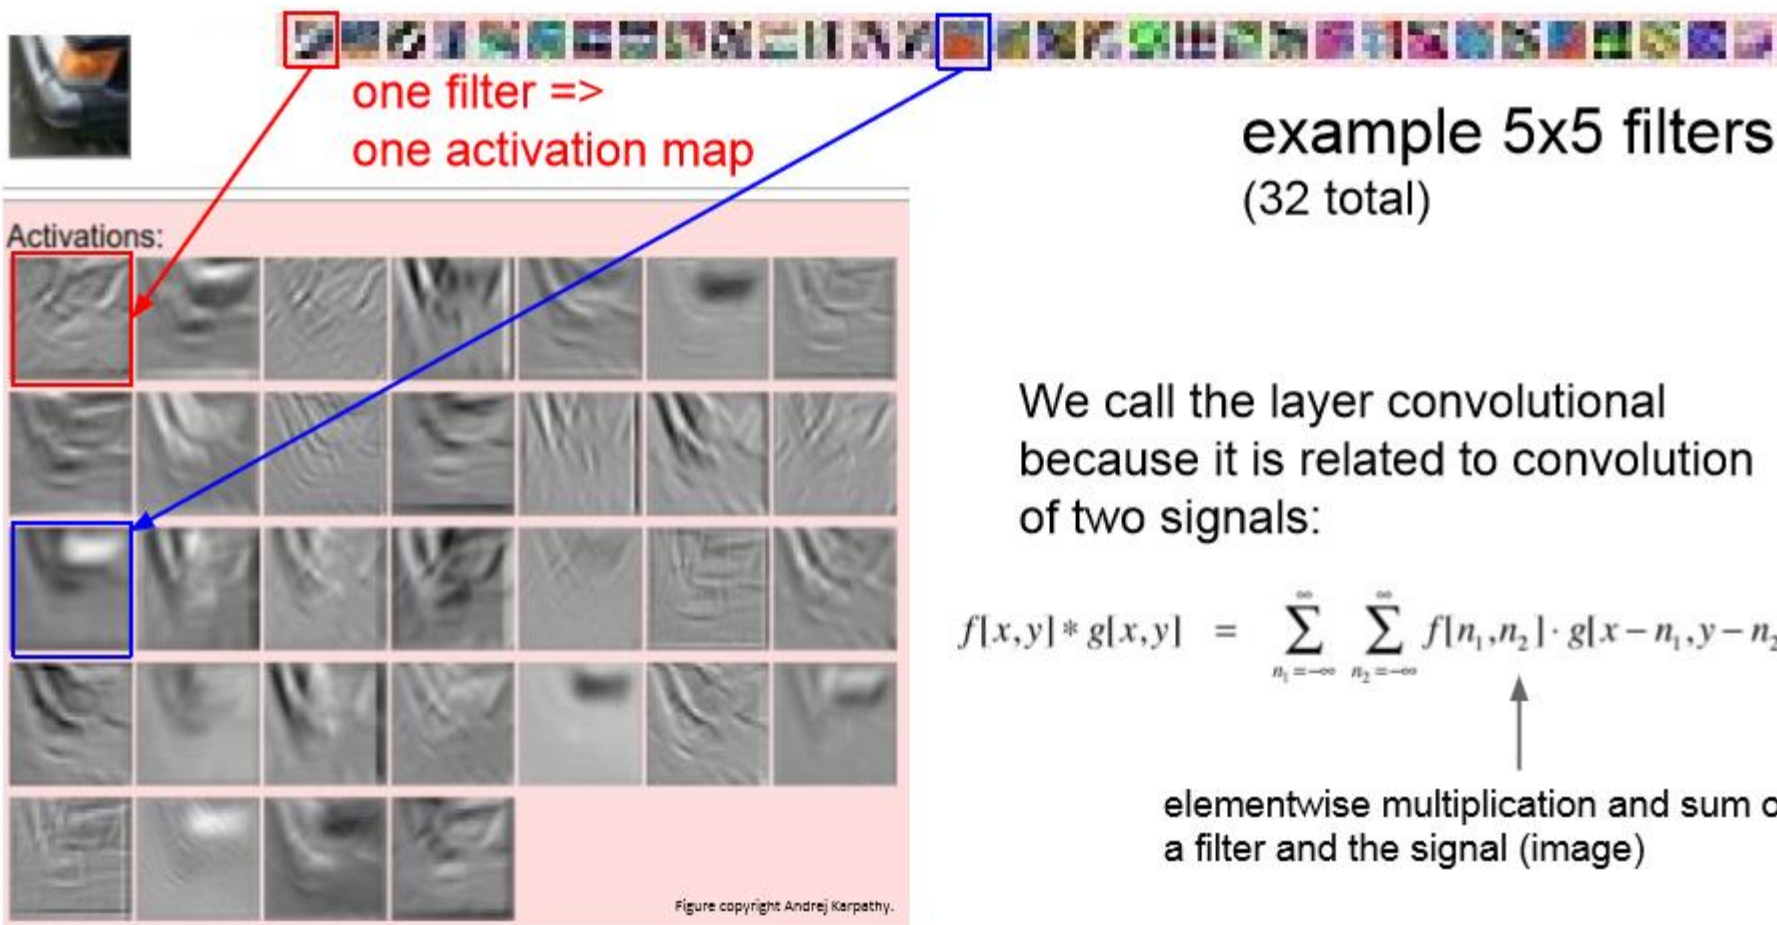 one filter =>
one activation map
example 5x5 filters
(32 total)
Activations:
We call the layer convolutional
because it is related to convolution
of two signals:
f[x,y] * g[x,y] = ∑_{n₁=-∞}^{∞} ∑_{n₂=-∞}^{∞} f[n₁,n₂] · g[x - n₁, y - n₂
elementwise multiplication and sum o
a filter and the signal (image)
Figure copyright Andrej Karpathy.